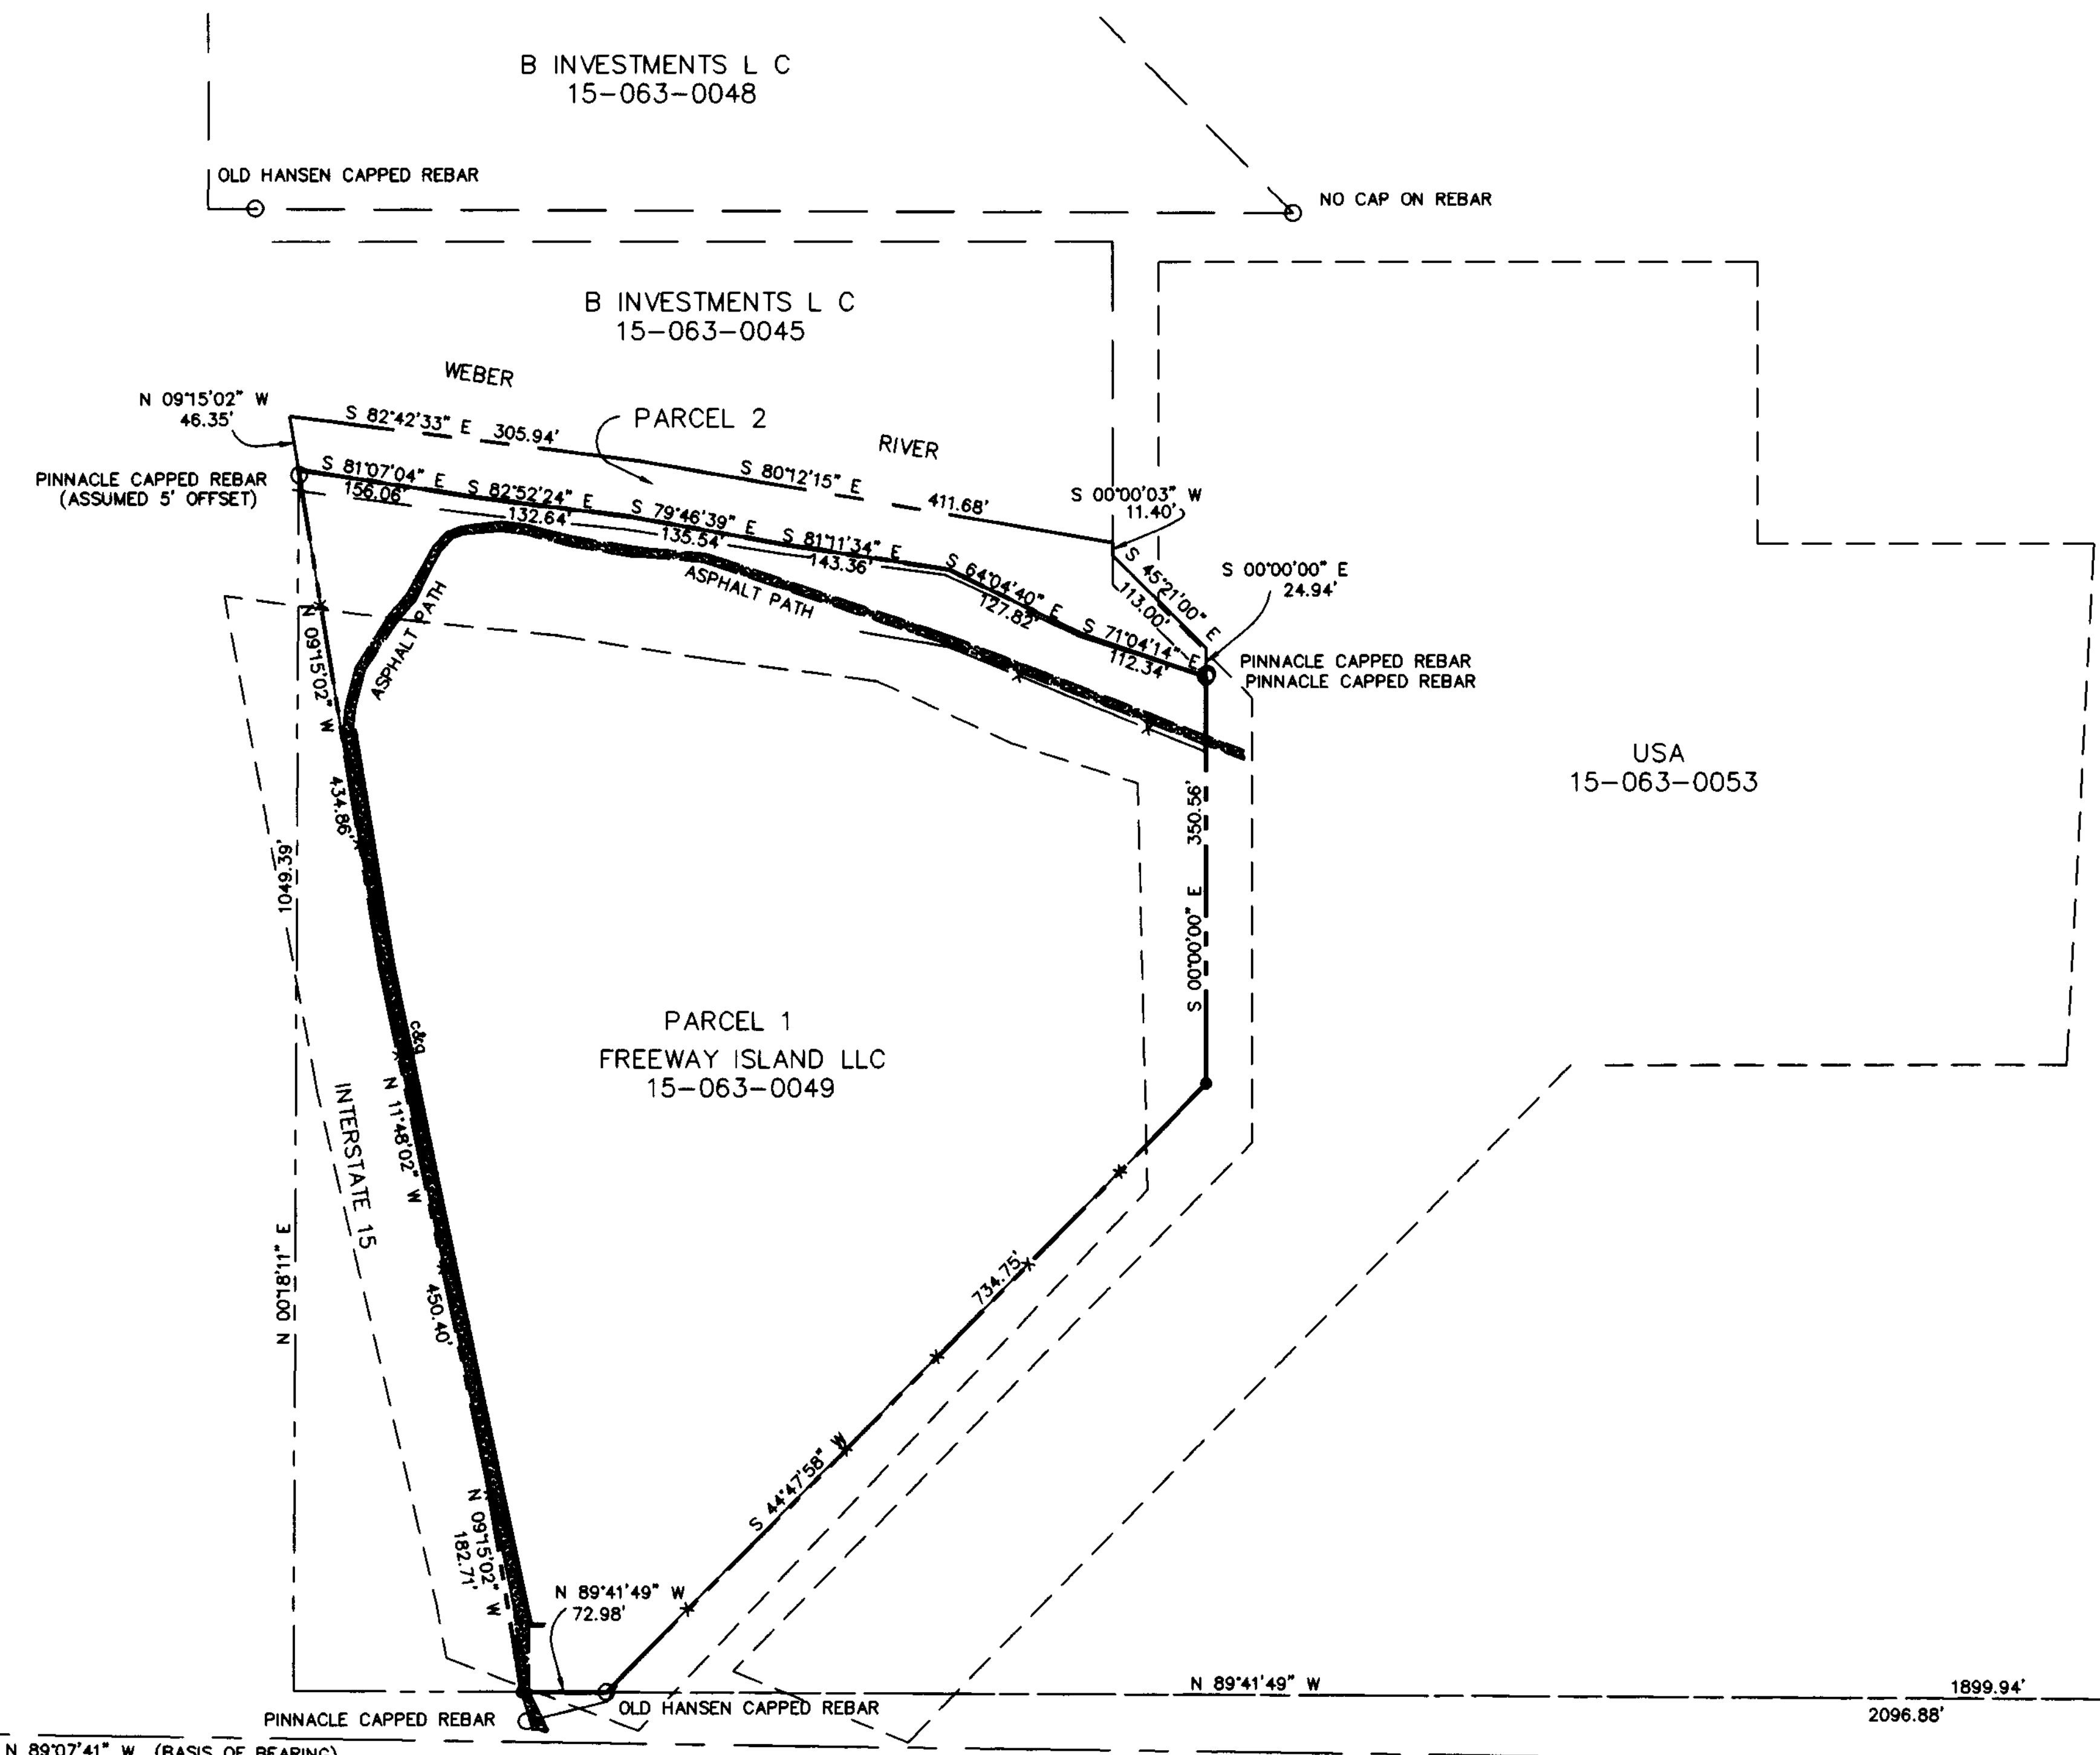 B INVESTMENTS L C
15-063-0048
OLD HANSEN CAPPED REBAR
NO CAP ON REBAR
B INVESTMENTS L C
15-063-0045
WEBER
RIVER
N 09°15'02" W
46.35'
S 82°42'33" E 305.94'
PARCEL 2
S 80°12'15" E 411.68'
S 00°00'03" W
11.40'
PINNACLE CAPPED REBAR
(ASSUMED 5' OFFSET)
S 81°07'04" E
156.06'
S 82°52'24" E
132.64'
S 79°46'39" E
135.54'
S 81°11'34" E
143.36'
S 64°04'40" E
127.82'
S 71°04'14" E
112.34'
S 45°21'00" E
113.00'
S 00°00'00" E
24.94'
PINNACLE CAPPED REBAR
PINNACLE CAPPED REBAR
ASPHALT PATH
ASPHALT PATH
USA
15-063-0053
N 09°15'02" W
434.86'
1049.39'
N 00°18'11" E
S 00°00'00" E 350.56'
PARCEL 1
FREEWAY ISLAND LLC
15-063-0049
c&g
N 11°48'02" W
450.40'
INTERSTATE 15
734.75'
S 44°47'58" W
N 09°15'02" W
182.71'
N 89°41'49" W
72.98'
OLD HANSEN CAPPED REBAR
PINNACLE CAPPED REBAR
N 89°41'49" W
1899.94'
2096.88'
N 89°07'41" W (BASIS OF BEARING)